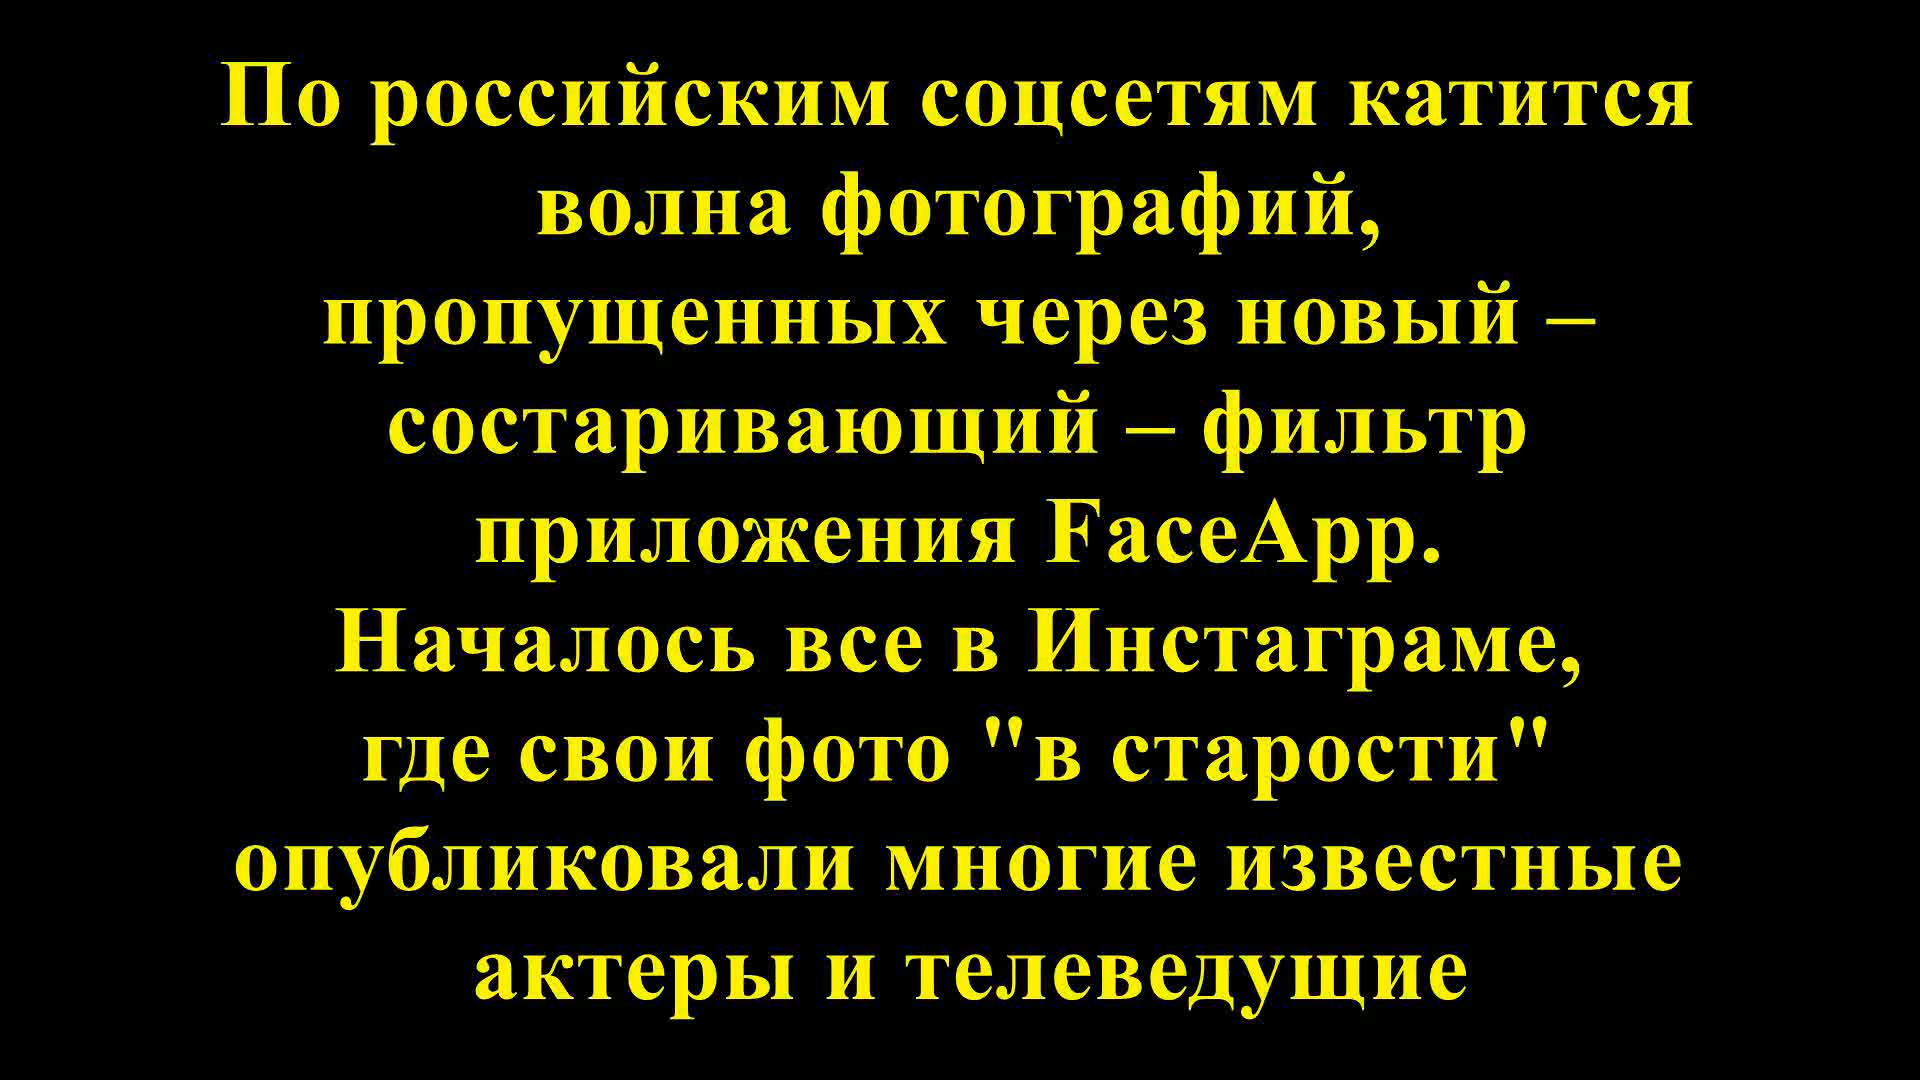 По российским соцсетям катится
волна фотографий,
пропущенных через новый –
состаривающий – фильтр
приложения FaceApp.
Началось все в Инстаграме,
где свои фото "в старости"
опубликовали многие известные
актеры и телеведущие